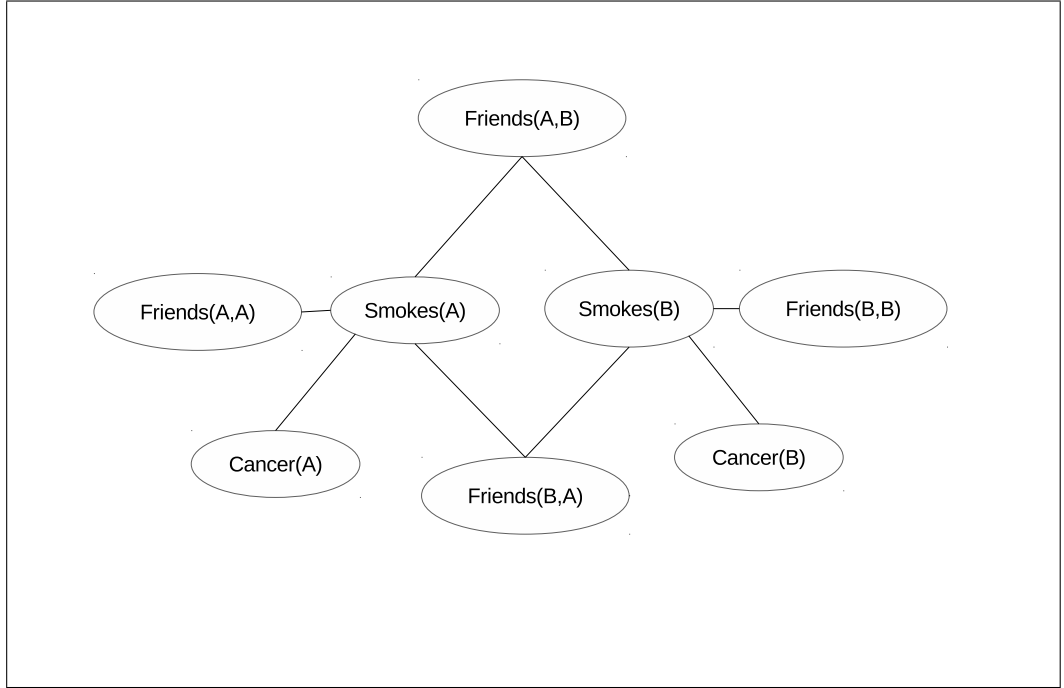 Friends(A,B)
Friends(A,A)
Smokes(A)
Smokes(B)
Friends(B,B)
Cancer(A)
Friends(B,A)
Cancer(B)